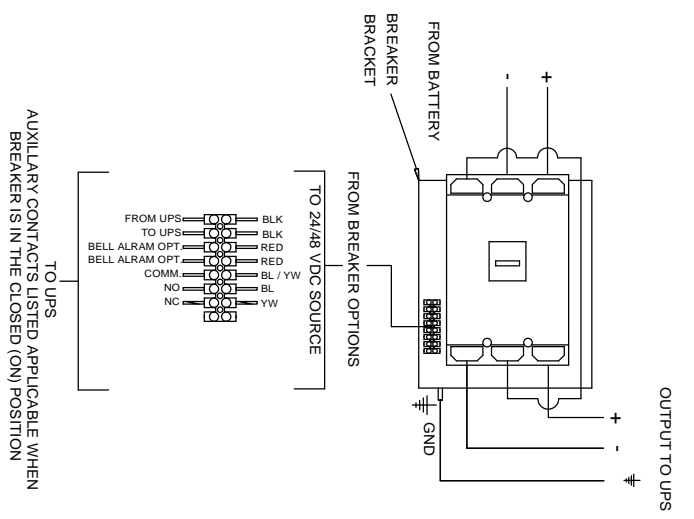 FROM BATTERY
-
+
BREAKER
BRACKET
OUTPUT TO UPS
+
-
GND
FROM BREAKER OPTIONS
TO 24/48 VDC SOURCE
FROM UPS BLK
TO UPS BLK
BELL ALRAM OPT. RED
BELL ALRAM OPT. RED
COMM. BL / YW
NO BL
NC YW
TO UPS
AUXILLARY CONTACTS LISTED APPLICABLE WHEN
BREAKER IS IN THE CLOSED (ON) POSITION